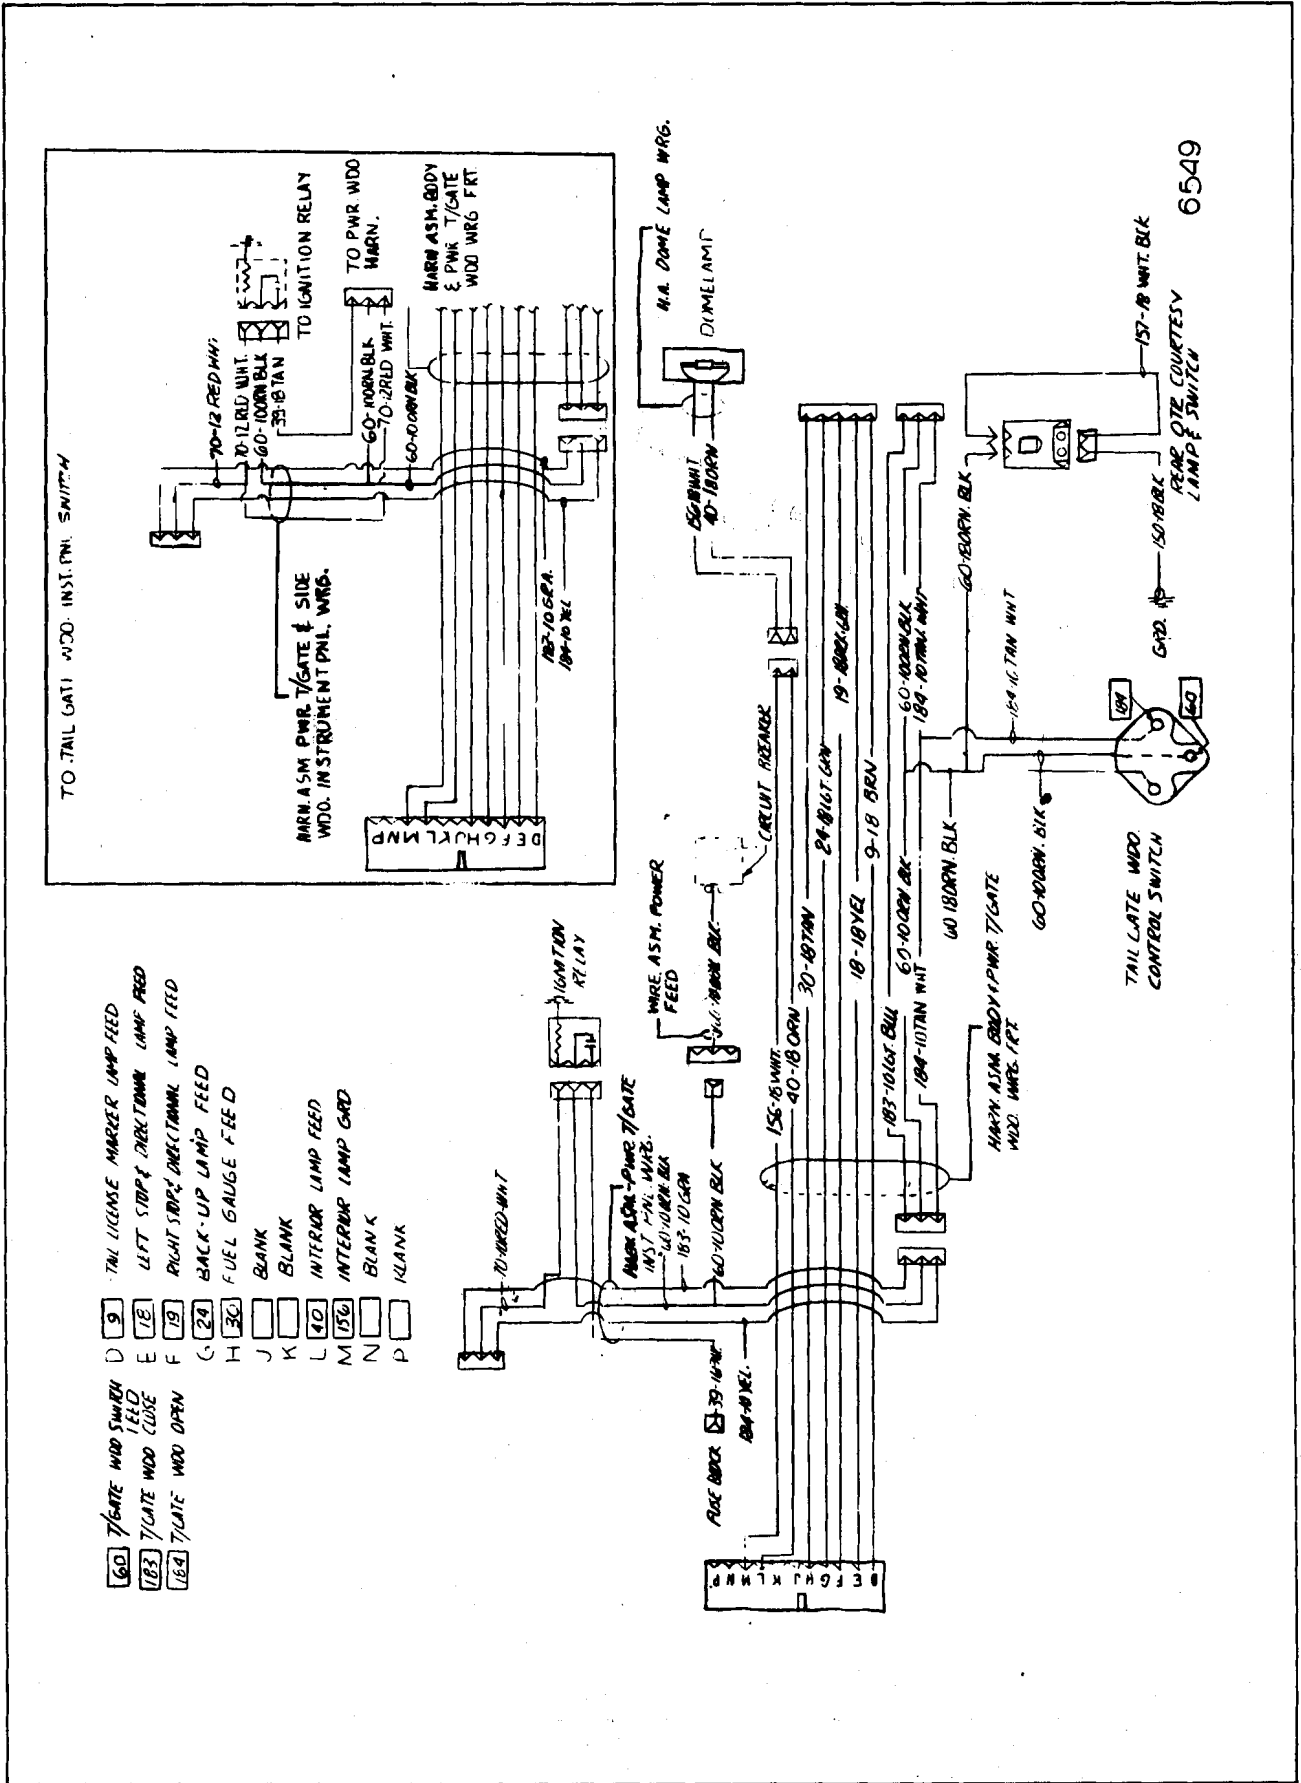 60 T/GATE WDO SWITCH
FEED
183 T/GATE WDO CLOSE
184 T/GATE WDO OPEN
D 9 TAIL LICENSE MARKER LAMP FEED
E 18 LEFT STOP & DIRECTIONAL LAMP FEED
F 19 RIGHT STOP & DIRECTIONAL LAMP FEED
G 24 BACK-UP LAMP FEED
H 30 FUEL GAUGE FEED
J BLANK
K BLANK
L 40 INTERIOR LAMP FEED
M 156 INTERIOR LAMP GRD
N BLANK
P BLANK
TO TAIL GATE WDO INST. PNL SWITCH
70-12 RED WHT
70-12 RED WHT.
60-10 ORN BLK
39-18 TAN
TO IGNITION RELAY
TO PWR. WDO
HARN.
60-10 ORN BLK
70-12 RED WHT.
60-10 ORN BLK
HARN ASM. BODY
& PWR T/GATE
WDO WRG FRT.
HARN. ASM PWR. T/GATE & SIDE
WDO. INSTRUMENT PNL. WRG.
183-10 GRA.
184-10 YEL
D E F G H J K L M N P
70-10 RED-WHT
IGNITION
RELAY
HARN ASM.-PWR T/GATE
INST PNL. WRG.
60-10 ORN. BLK
183-10 GRA
60-10 ORN BLK
WIRE. ASM. POWER
FEED
CIRCUIT BREAKER
FUSE BLOCK
184-10 YEL.
D E F G H J K L M N P
156-18 WHT.
40-18 ORN
30-18 TAN
24-18 LGT. GRN
19-18 DRK. GRN
18-18 YEL
9-18 BRN
183-10 LGT. BLU
60-10 ORN BLK
60-10 ORN BLK
184-10 TAN WHT
184-10 TAN WHT
HARN. ASM. BODY & PWR. T/GATE
WDO. WRG. FRT.
156-18 WHT
40-18 ORN
H.A. DOME LAMP WRG.
DOME LAMP
60 18 ORN. BLK
60-10 ORN. BLK
60-18 ORN. BLK
184-10 TAN WHT
184
60
TAIL GATE WDO
CONTROL SWITCH
GRD.
150-18 BLK
157-18 WHT. BLK
REAR QTR COURTESY
LAMP & SWITCH
6549